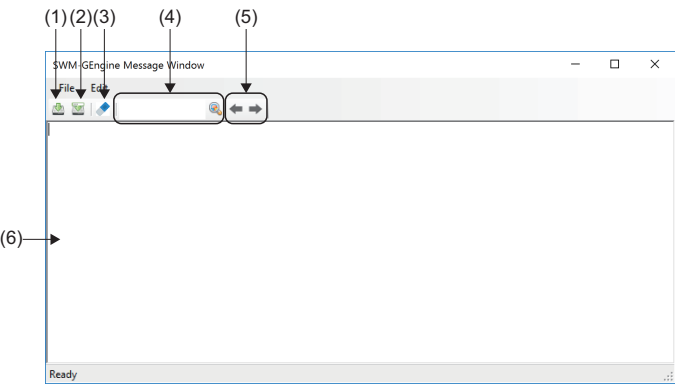 (1)(2)(3) (4) (5)
SWM-GEngine Message Window
File Edit
(6)
Ready